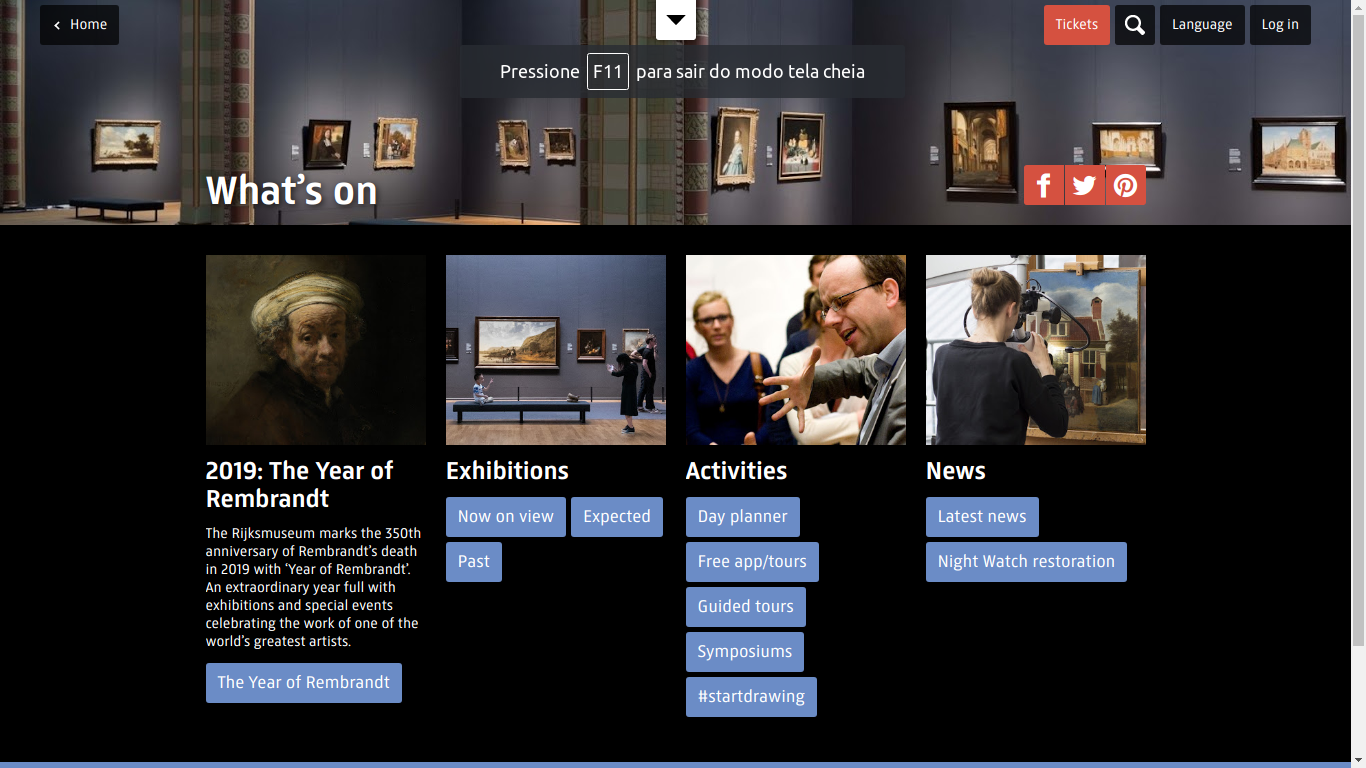 Home
Tickets
Language
Log in
Pressione F11 para sair do modo tela cheia
What's on
2019: The Year of
Rembrandt
The Rijksmuseum marks the 350th
anniversary of Rembrandt's death
in 2019 with ‘Year of Rembrandt’.
An extraordinary year full with
exhibitions and special events
celebrating the work of one of the
world's greatest artists.
The Year of Rembrandt
Exhibitions
Now on view
Expected
Past
Activities
Day planner
Free app/tours
Guided tours
Symposiums
#startdrawing
News
Latest news
Night Watch restoration